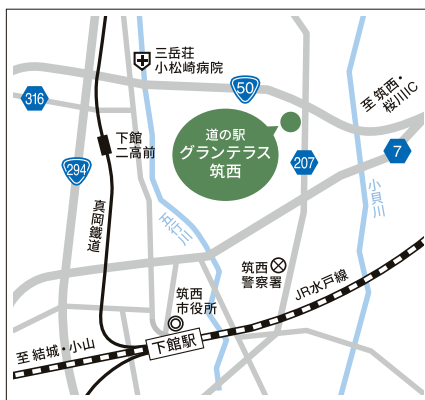 三岳荘
小松崎病院
50
316
至 筑西・
桜川IC
道の駅
グランテラス
筑西
下館
二高前
207
7
294
小貝川
真岡鐵道
五行川
筑西
警察署
JR水戸線
筑西
市役所
下館駅
至 結城・小山